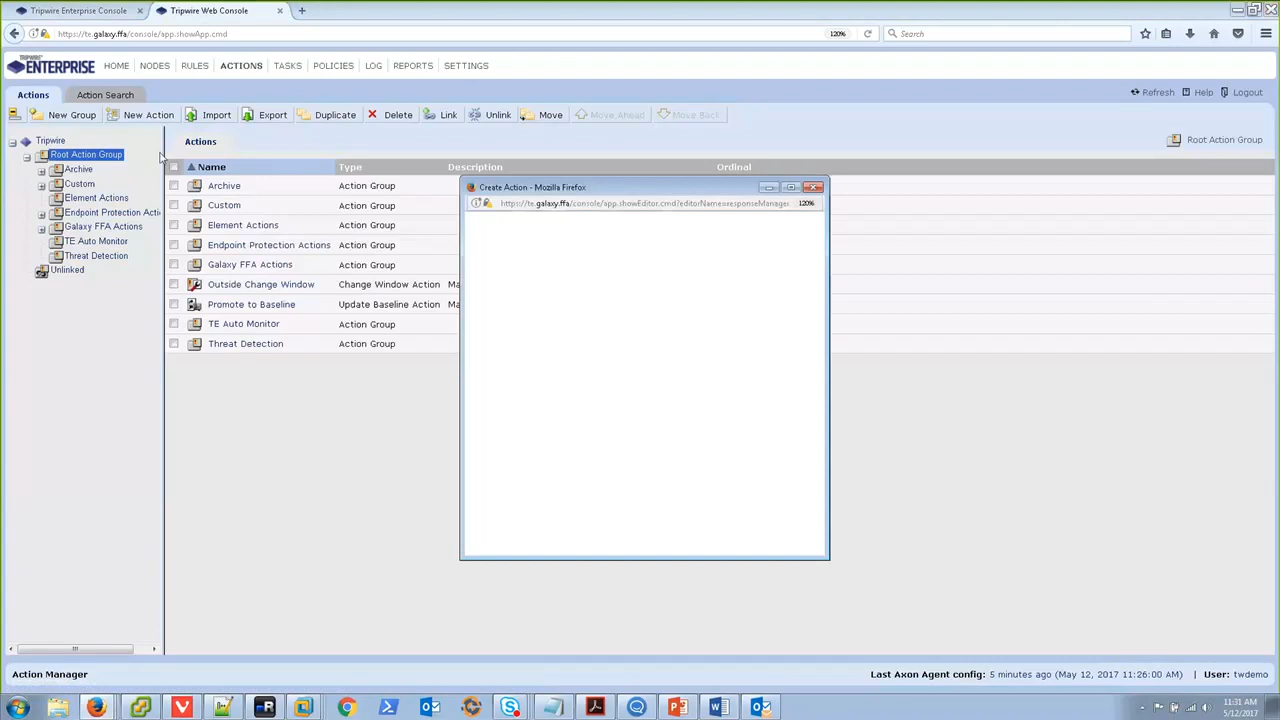 Tripwire Enterprise Console
Tripwire Web Console
https://te.galaxy.ffa/console/app.showApp.cmd
120%
Search
TRIPWIRE
ENTERPRISE
HOME NODES RULES ACTIONS TASKS POLICIES LOG REPORTS SETTINGS
Actions
Action Search
Refresh Help Logout
New Group New Action Import Export Duplicate Delete Link Unlink Move Move Ahead Move Back
Tripwire
Root Action Group
Archive
Custom
Element Actions
Endpoint Protection Acti
Galaxy FFA Actions
TE Auto Monitor
Threat Detection
Unlinked
Actions
Root Action Group
Name Type Description Ordinal
Archive Action Group
Custom Action Group
Element Actions Action Group
Endpoint Protection Actions Action Group
Galaxy FFA Actions Action Group
Outside Change Window Change Window Action Ma
Promote to Baseline Update Baseline Action Ma
TE Auto Monitor Action Group
Threat Detection Action Group
Create Action - Mozilla Firefox
https://te.galaxy.ffa/console/app.showEditor.cmd?editorName=responseManager
120%
Action Manager
Last Axon Agent config: 5 minutes ago (May 12, 2017 11:26:00 AM) User: twdemo
11:31 AM
5/12/2017